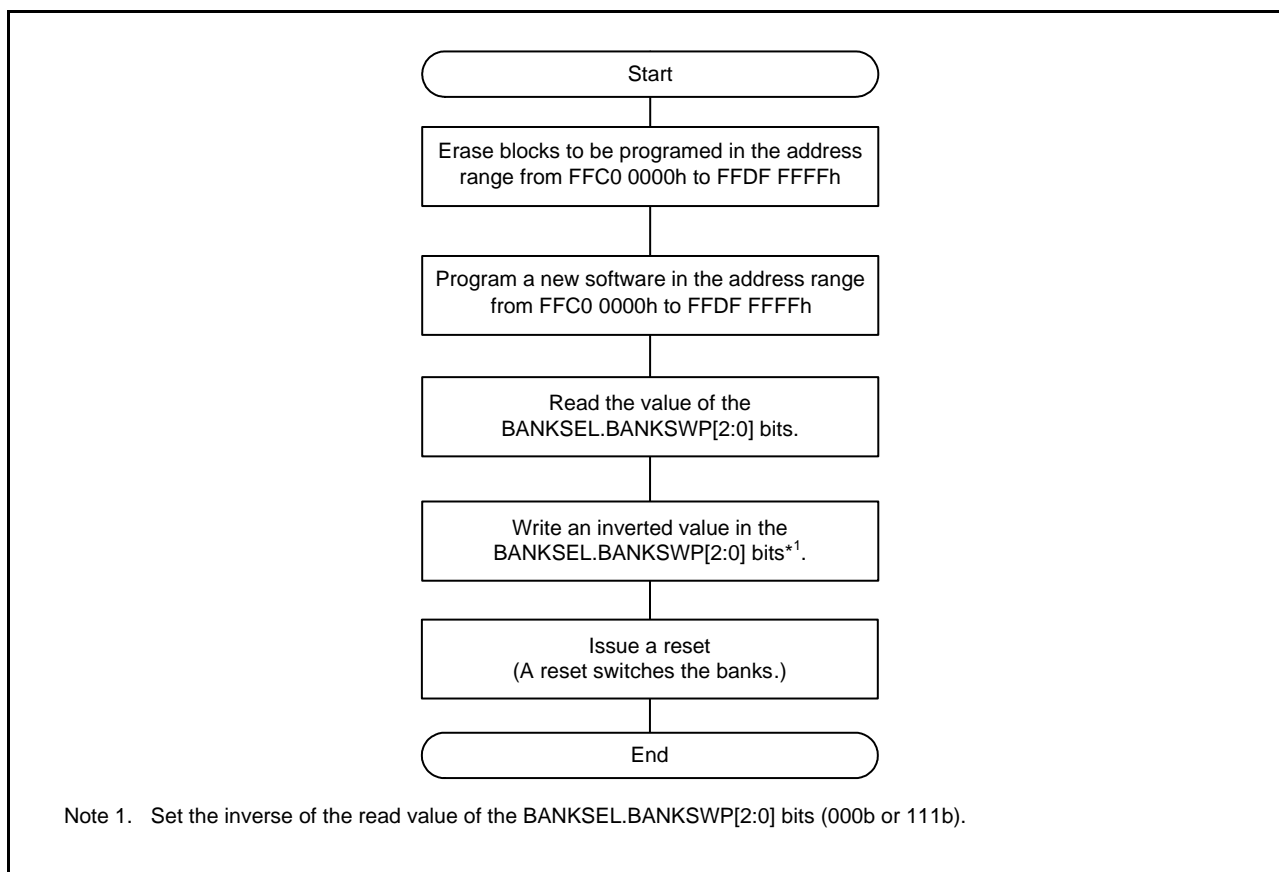 Start
Erase blocks to be programed in the address
range from FFC0 0000h to FFDF FFFFh
Program a new software in the address range
from FFC0 0000h to FFDF FFFFh
Read the value of the
BANKSEL.BANKSWP[2:0] bits.
Write an inverted value in the
BANKSEL.BANKSWP[2:0] bits*1.
Issue a reset
(A reset switches the banks.)
End
Note 1. Set the inverse of the read value of the BANKSEL.BANKSWP[2:0] bits (000b or 111b).